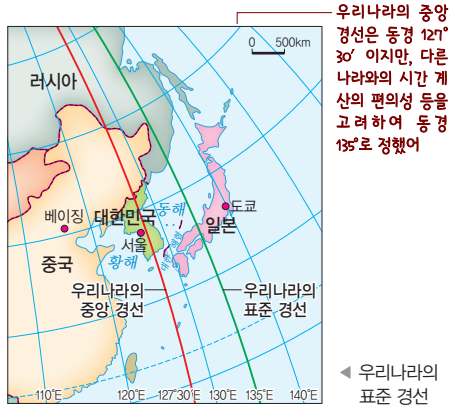 우리나라의 중앙
경선은 동경 127°
30′ 이지만, 다른
나라와의 시간 계
산의 편의성 등을
고려하여 동경
135°로 정했어
0 500km
러시아
베이징
대한민국
동해
도쿄
일본
서울
황해
대한 해협
중국
우리나라의
중앙 경선
우리나라의
표준 경선
110°E 120°E 127°30′E 130°E 135°E 140°E
◀ 우리나라의
표준 경선